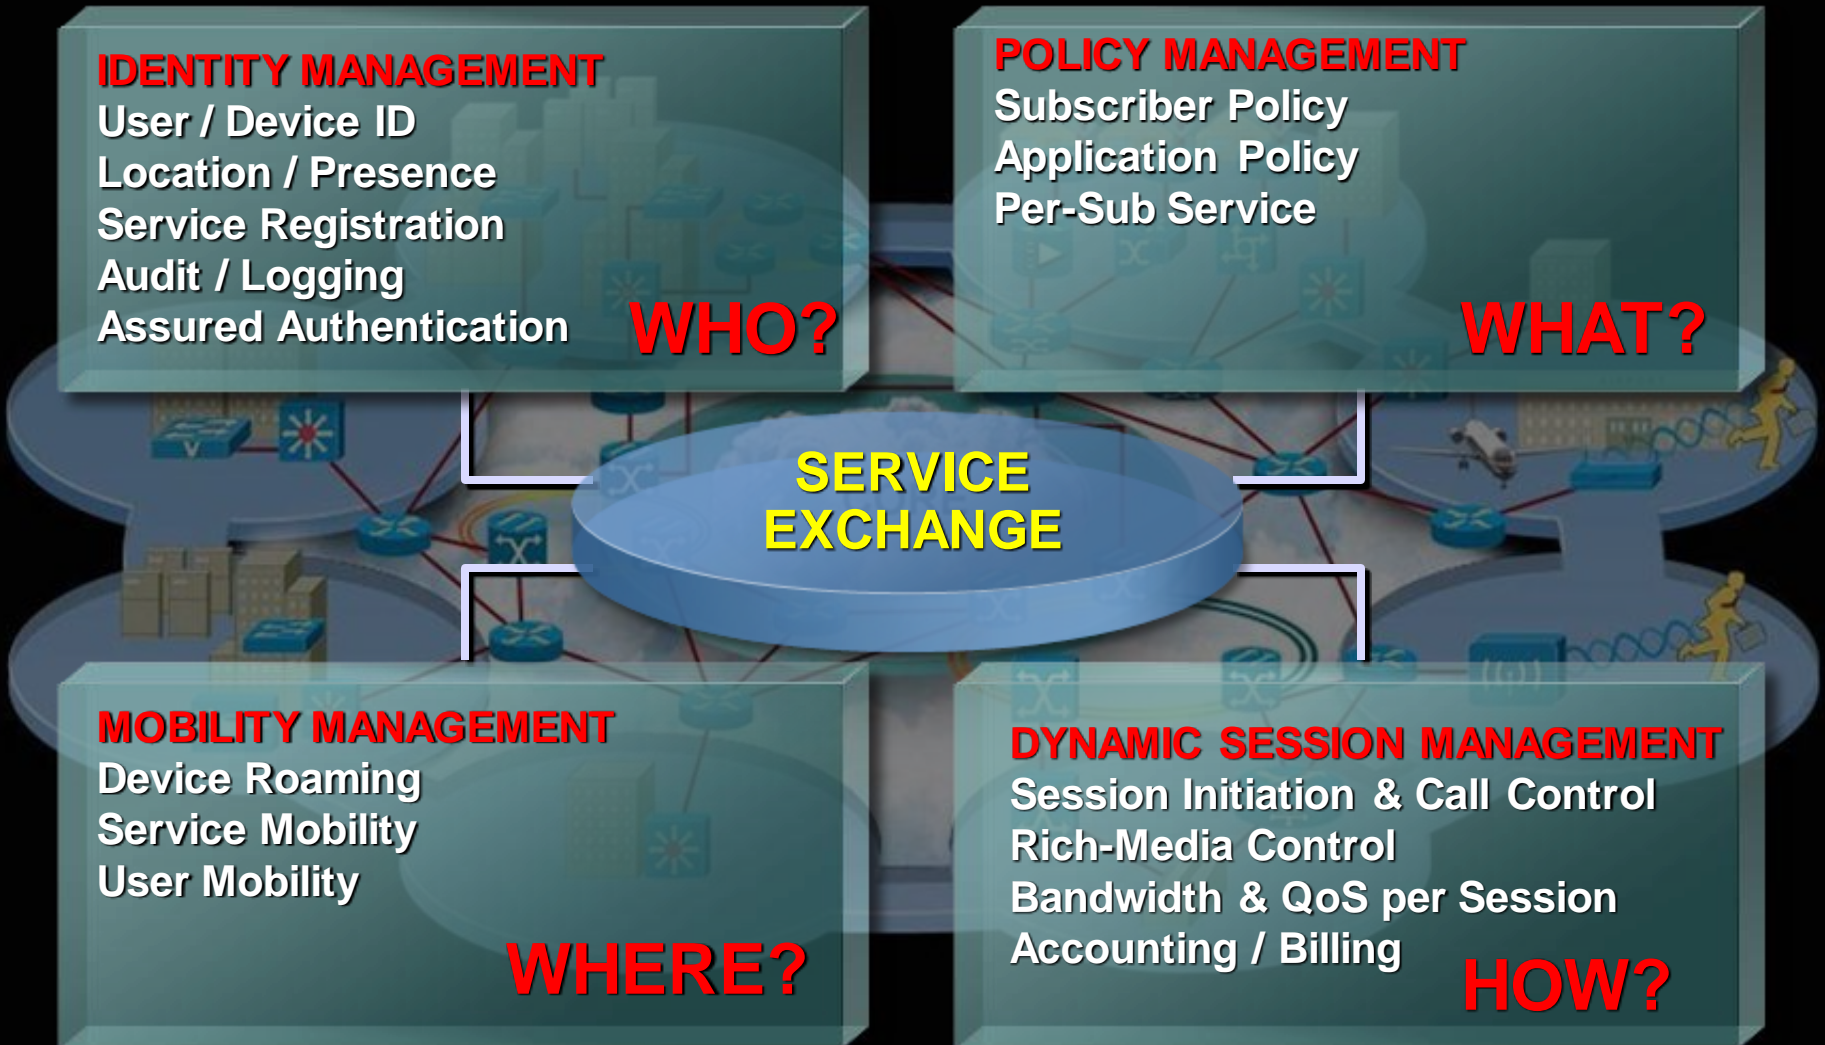 IDENTITY MANAGEMENT
User / Device ID
Location / Presence
Service Registration
Audit / Logging
Assured Authentication
WHO?
POLICY MANAGEMENT
Subscriber Policy
Application Policy
Per-Sub Service
WHAT?
SERVICE
EXCHANGE
MOBILITY MANAGEMENT
Device Roaming
Service Mobility
User Mobility
WHERE?
DYNAMIC SESSION MANAGEMENT
Session Initiation & Call Control
Rich-Media Control
Bandwidth & QoS per Session
Accounting / Billing
HOW?
V